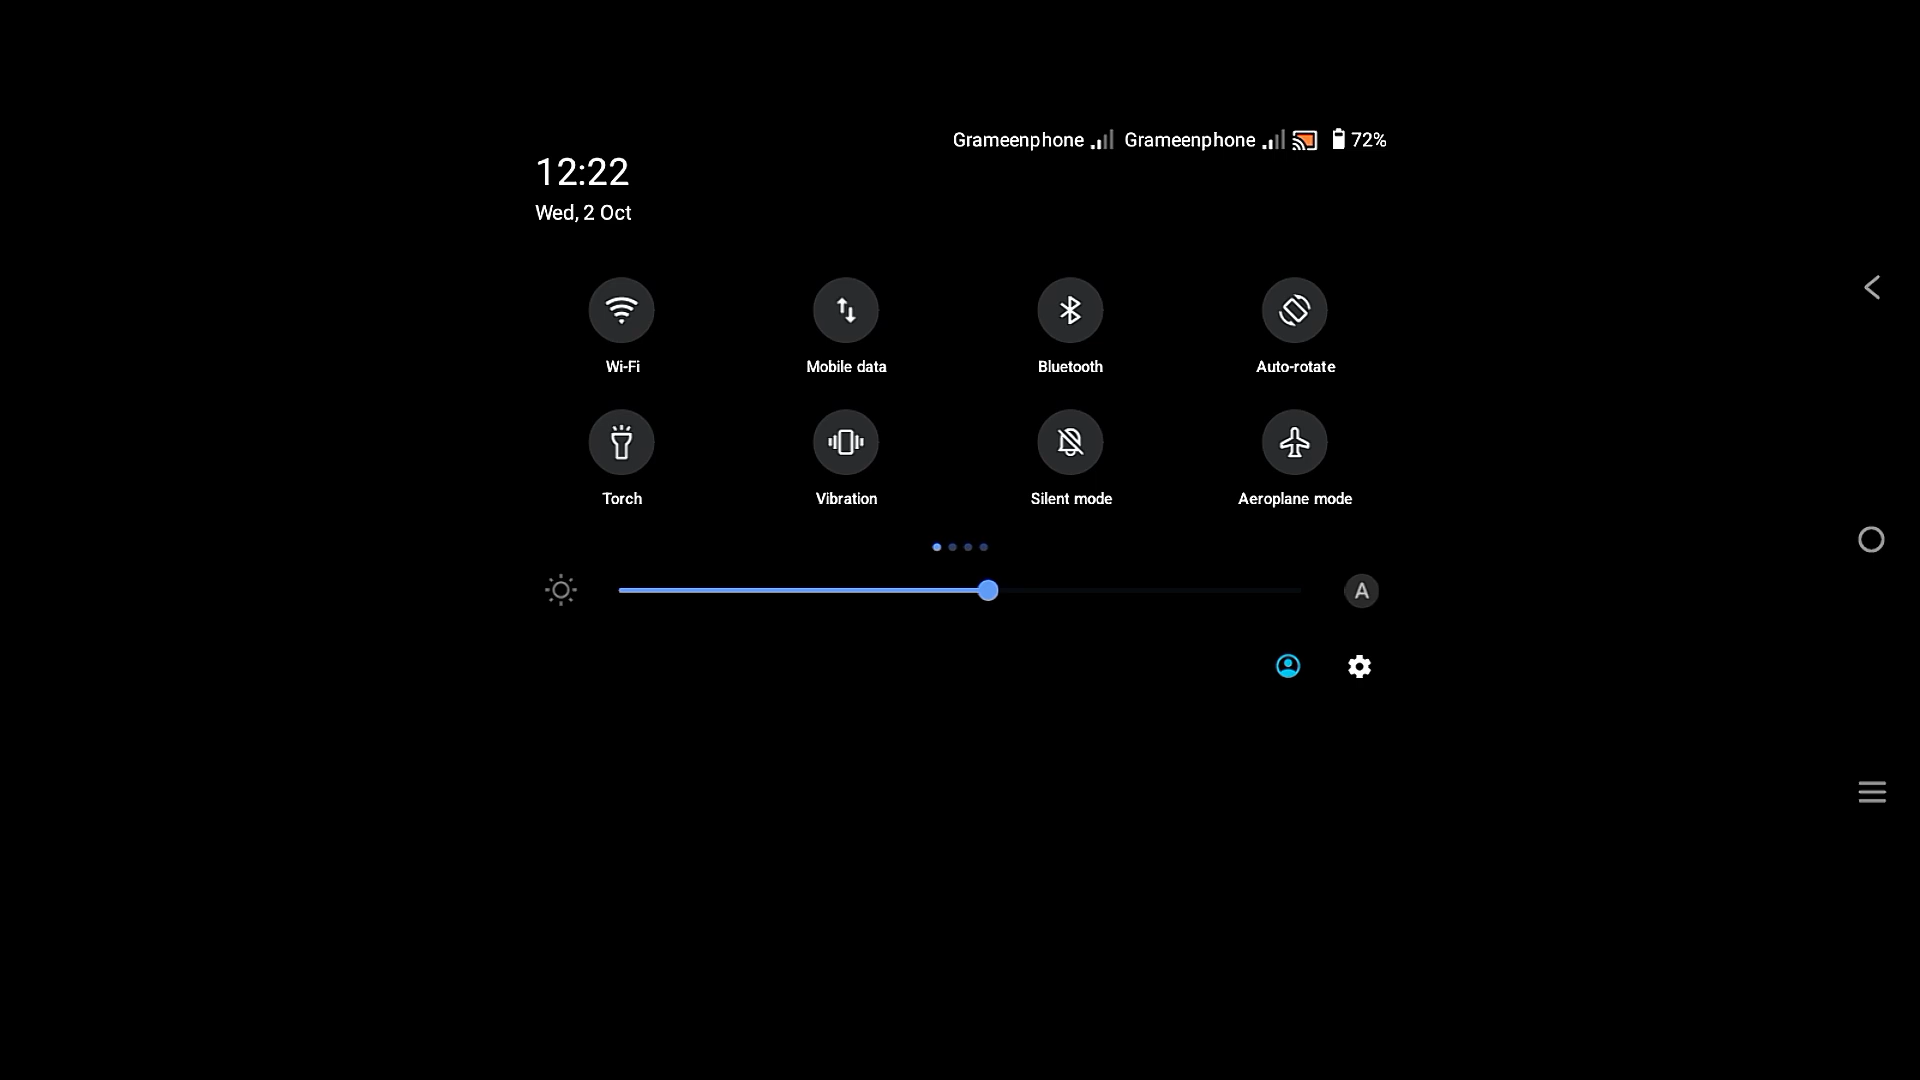 Grameenphone Grameenphone 72%
12:22
Wed, 2 Oct
Wi-Fi Mobile data Bluetooth Auto-rotate
Torch Vibration Silent mode Aeroplane mode
A